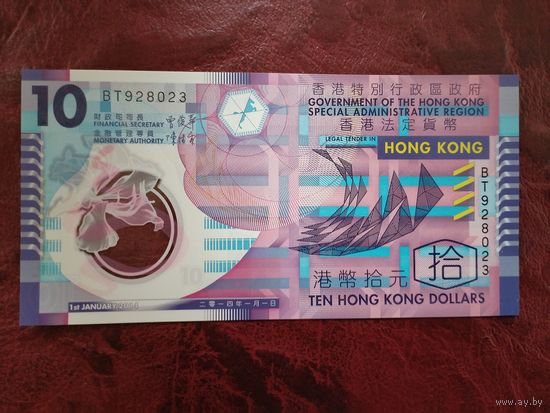 10
BT928023
財政司司長
FINANCIAL SECRETARY
金融管理專員
MONETARY AUTHORITY
香港特別行政區政府
GOVERNMENT OF THE HONG KONG
SPECIAL ADMINISTRATIVE REGION
香港法定貨幣
LEGAL TENDER IN
HONG KONG
BT928023
10
港幣拾元
拾
TEN HONG KONG DOLLARS
1st JANUARY 2014
二零一四年一月一日
www.ay.by